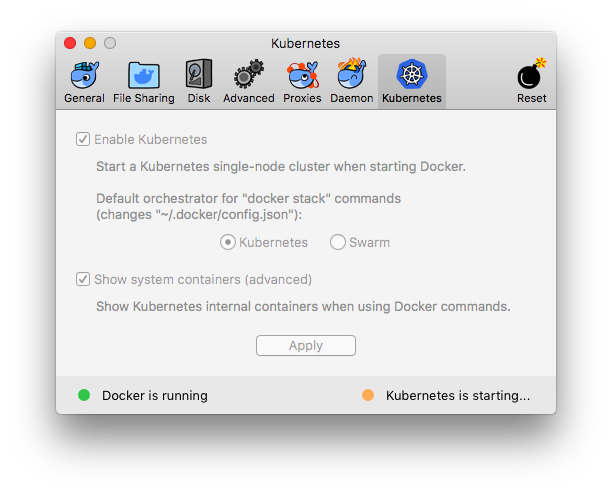 Kubernetes
General File Sharing Disk Advanced Proxies Daemon Kubernetes Reset
Enable Kubernetes
Start a Kubernetes single-node cluster when starting Docker.
Default orchestrator for "docker stack" commands
(changes "~/.docker/config.json"):
Kubernetes Swarm
Show system containers (advanced)
Show Kubernetes internal containers when using Docker commands.
Apply
Docker is running Kubernetes is starting...